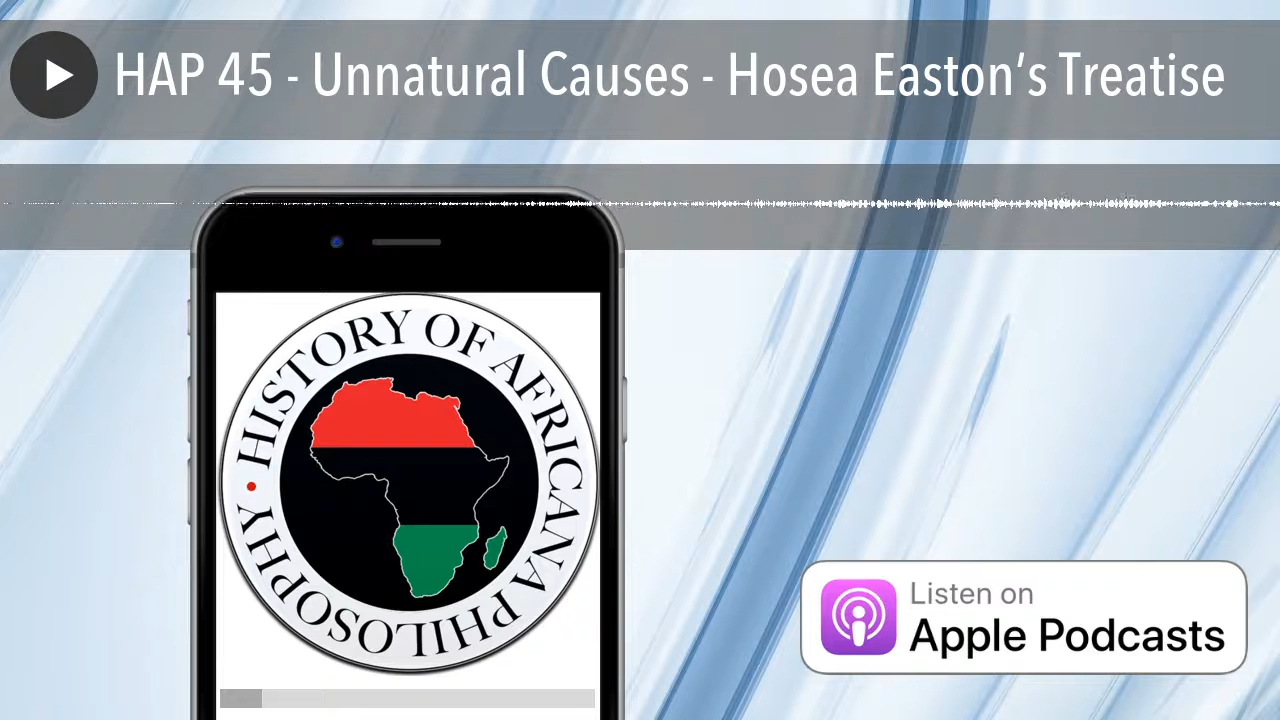 HAP 45 - Unnatural Causes - Hosea Easton’s Treatise
HISTORY OF AFRICANA PHILOSOPHY •
Listen on
Apple Podcasts